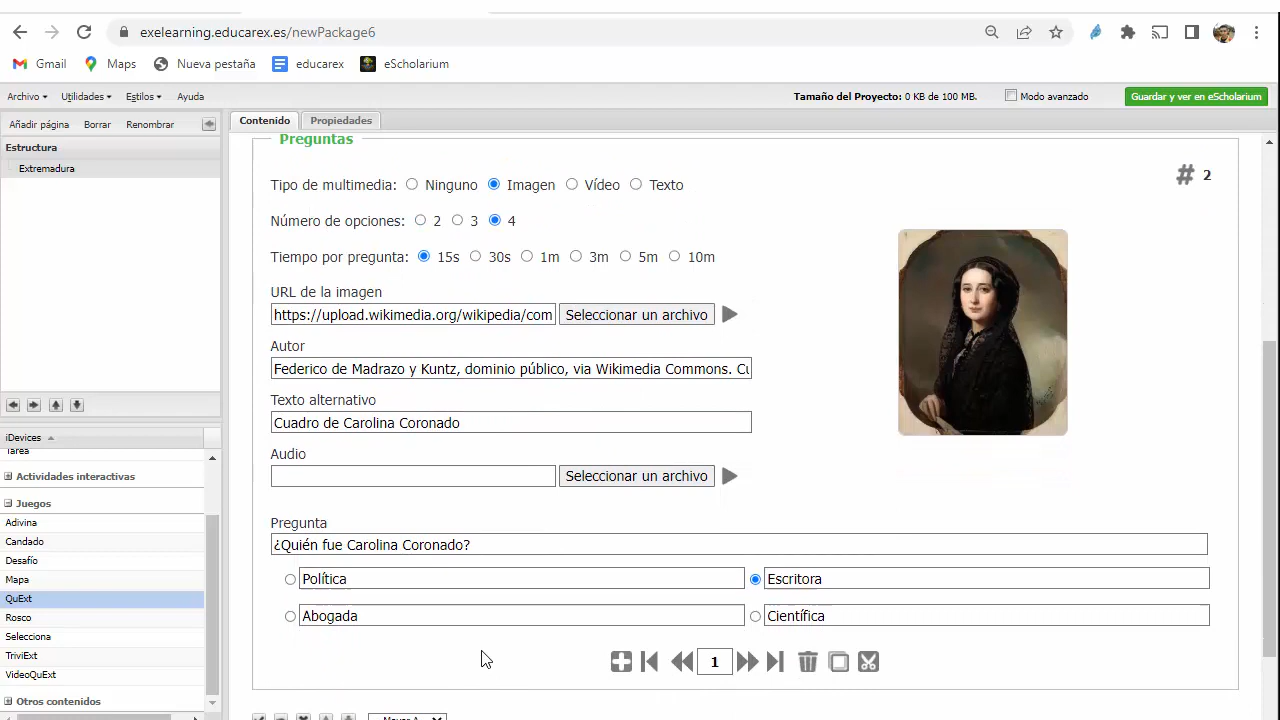 exelearning.educarex.es/newPackage6
Gmail Maps Nueva pestaña educarex eScholarium
Archivo Utilidades Estilos Ayuda Tamaño del Proyecto: 0 KB de 100 MB. Modo avanzado Guardar y ver en eScholarium
Añadir página Borrar Renombrar Contenido Propiedades
Estructura
Extremadura
Preguntas
Tipo de multimedia: Ninguno Imagen Vídeo Texto # 2
Número de opciones: 2 3 4
Tiempo por pregunta: 15s 30s 1m 3m 5m 10m
URL de la imagen
https://upload.wikimedia.org/wikipedia/com Seleccionar un archivo
Autor
Federico de Madrazo y Kuntz, dominio público, via Wikimedia Commons. Cu
Texto alternativo
Cuadro de Carolina Coronado
Audio
Seleccionar un archivo
Pregunta
¿Quién fue Carolina Coronado?
Política Escritora
Abogada Científica
1
iDevices
Tarea
Actividades interactivas
Juegos
Adivina
Candado
Desafío
Mapa
QuExt
Rosco
Selecciona
TriviExt
VideoQuExt
Otros contenidos